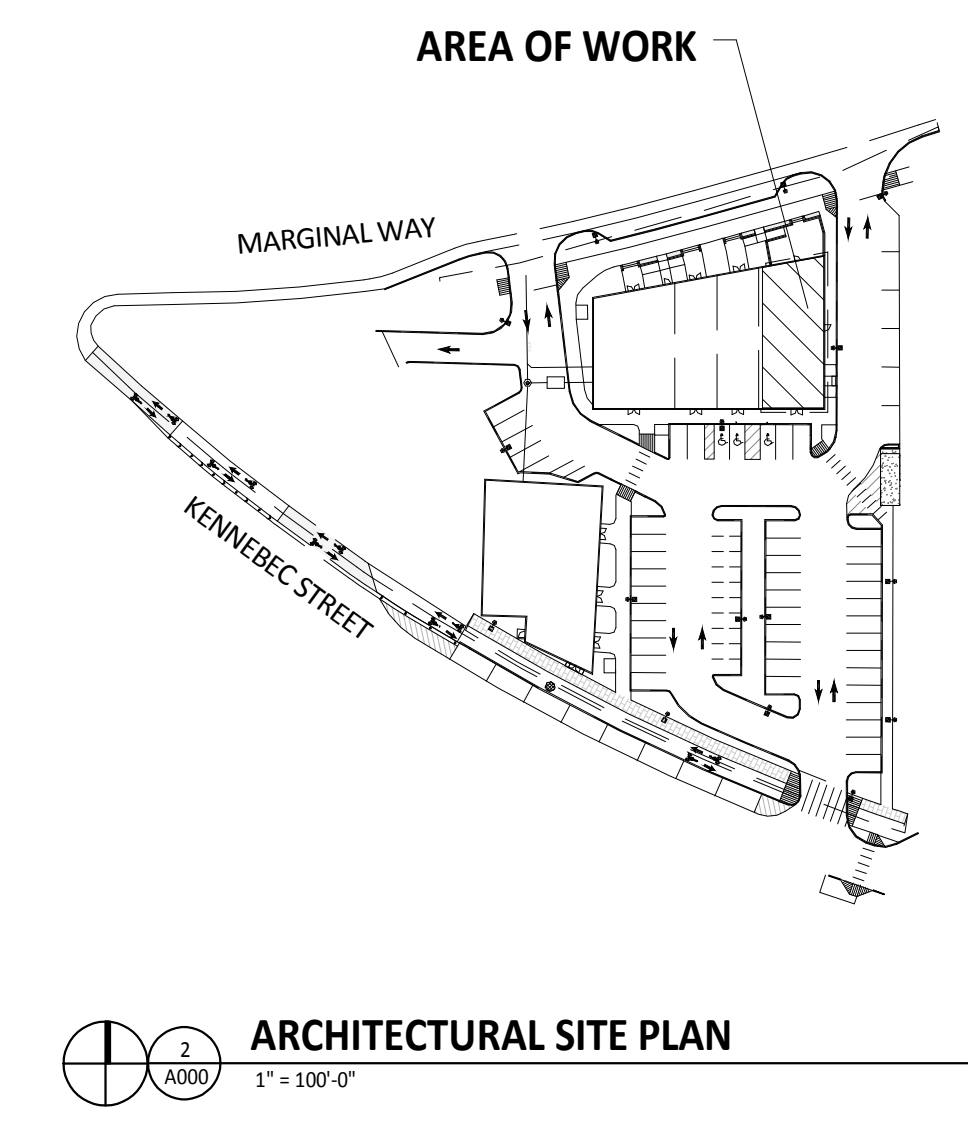 AREA OF WORK
MARGINAL WAY
KENNEBEC STREET
2
A000
ARCHITECTURAL SITE PLAN
1" = 100'-0"